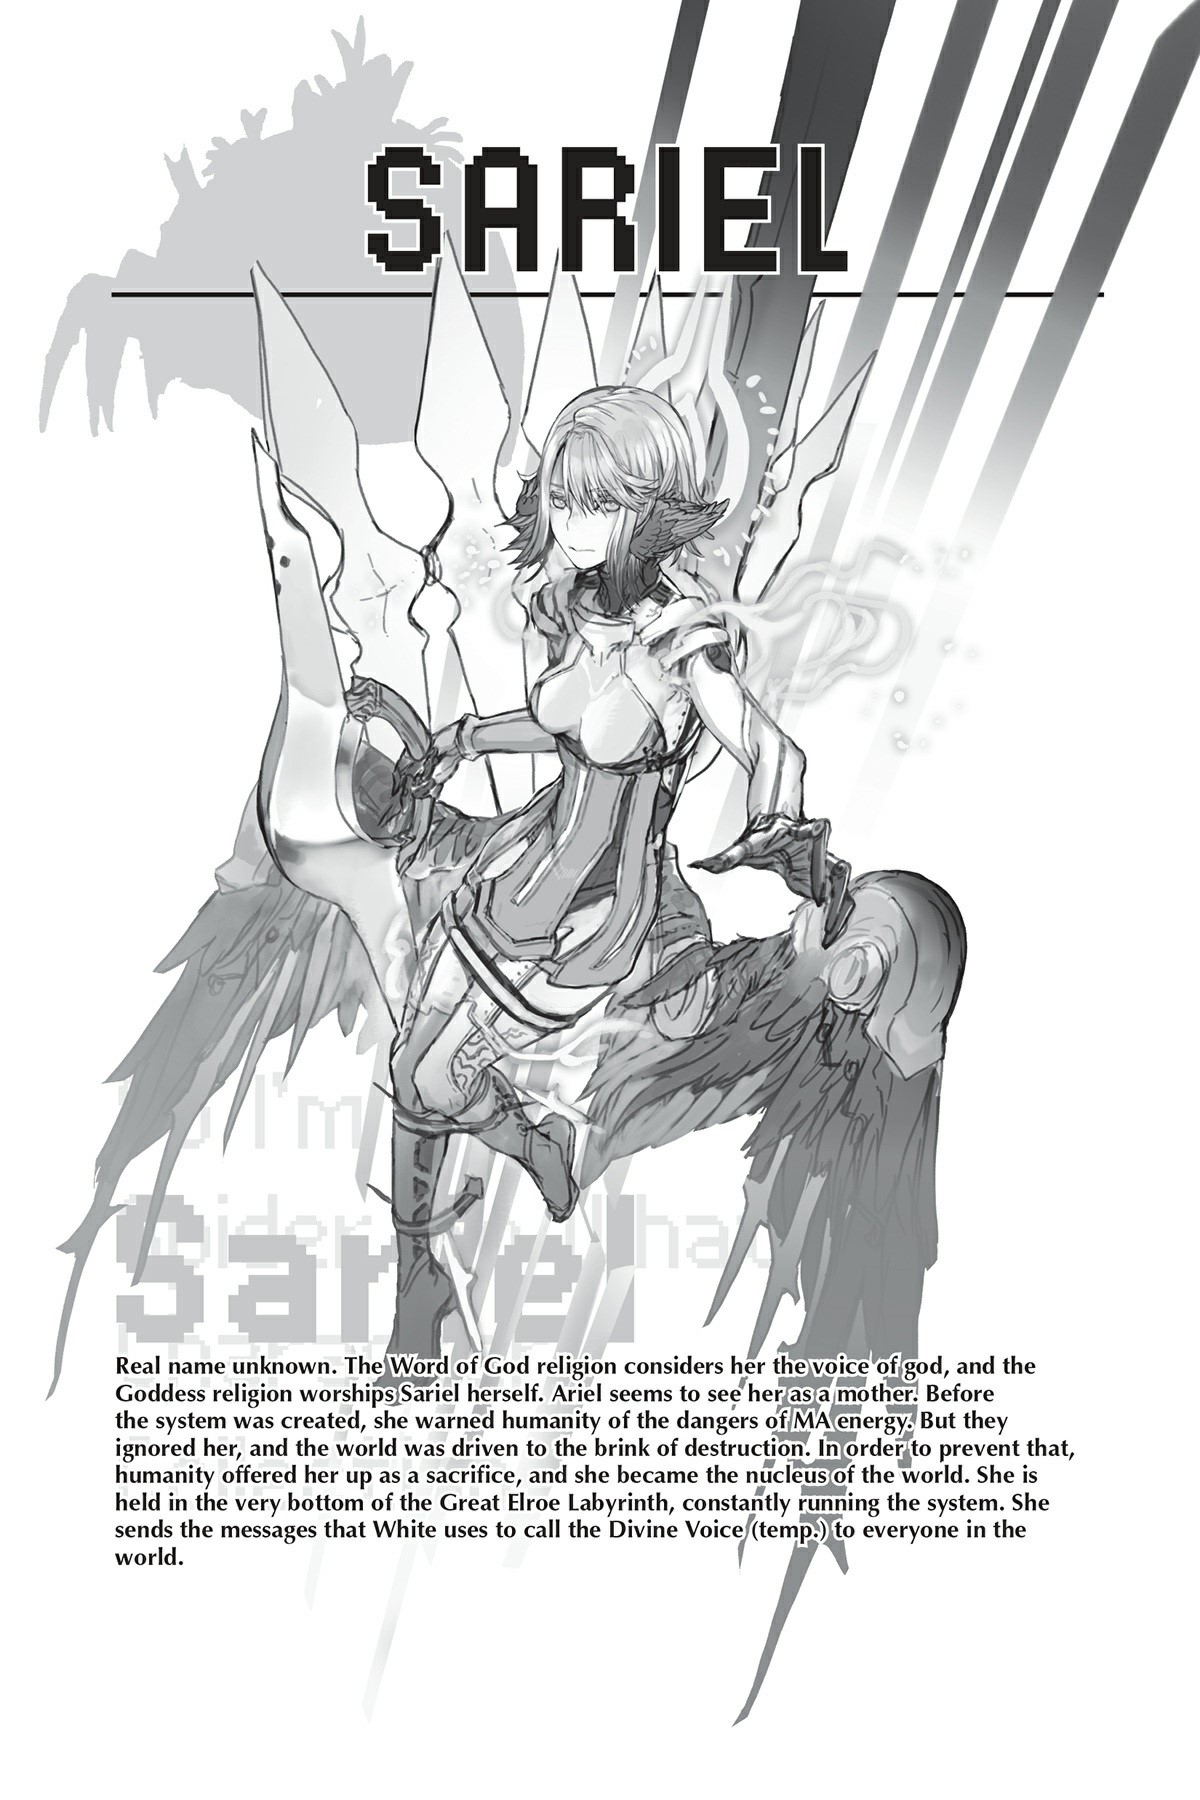 SARIEL
I'm
Sariel
Real name unknown. The Word of God religion considers her the voice of god, and the
Goddess religion worships Sariel herself. Ariel seems to see her as a mother. Before
the system was created, she warned humanity of the dangers of MA energy. But they
ignored her, and the world was driven to the brink of destruction. In order to prevent that,
humanity offered her up as a sacrifice, and she became the nucleus of the world. She is
held in the very bottom of the Great Elroe Labyrinth, constantly running the system. She
sends the messages that White uses to call the Divine Voice (temp.) to everyone in the
world.